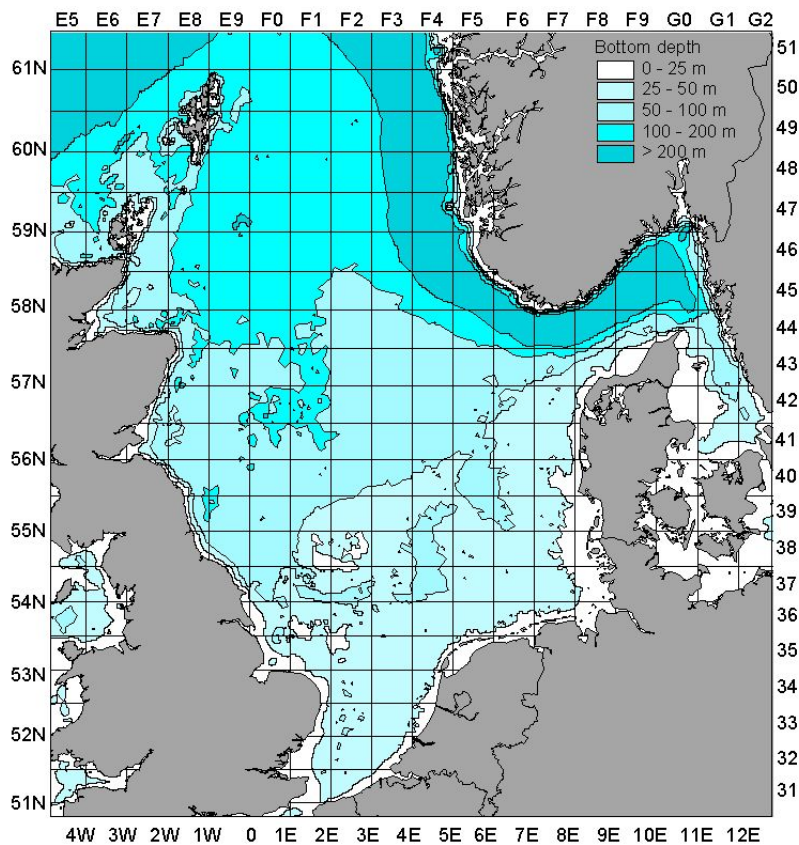 E5 E6 E7 E8 E9 F0 F1 F2 F3 F4 F5 F6 F7 F8 F9 G0 G1 G2
Bottom depth
0 - 25 m
25 - 50 m
50 - 100 m
100 - 200 m
> 200 m
61N
60N
59N
58N
57N
56N
55N
54N
53N
52N
51N
51
50
49
48
47
46
45
44
43
42
41
40
39
38
37
36
35
34
33
32
31
4W 3W 2W 1W 0 1E 2E 3E 4E 5E 6E 7E 8E 9E 10E 11E 12E